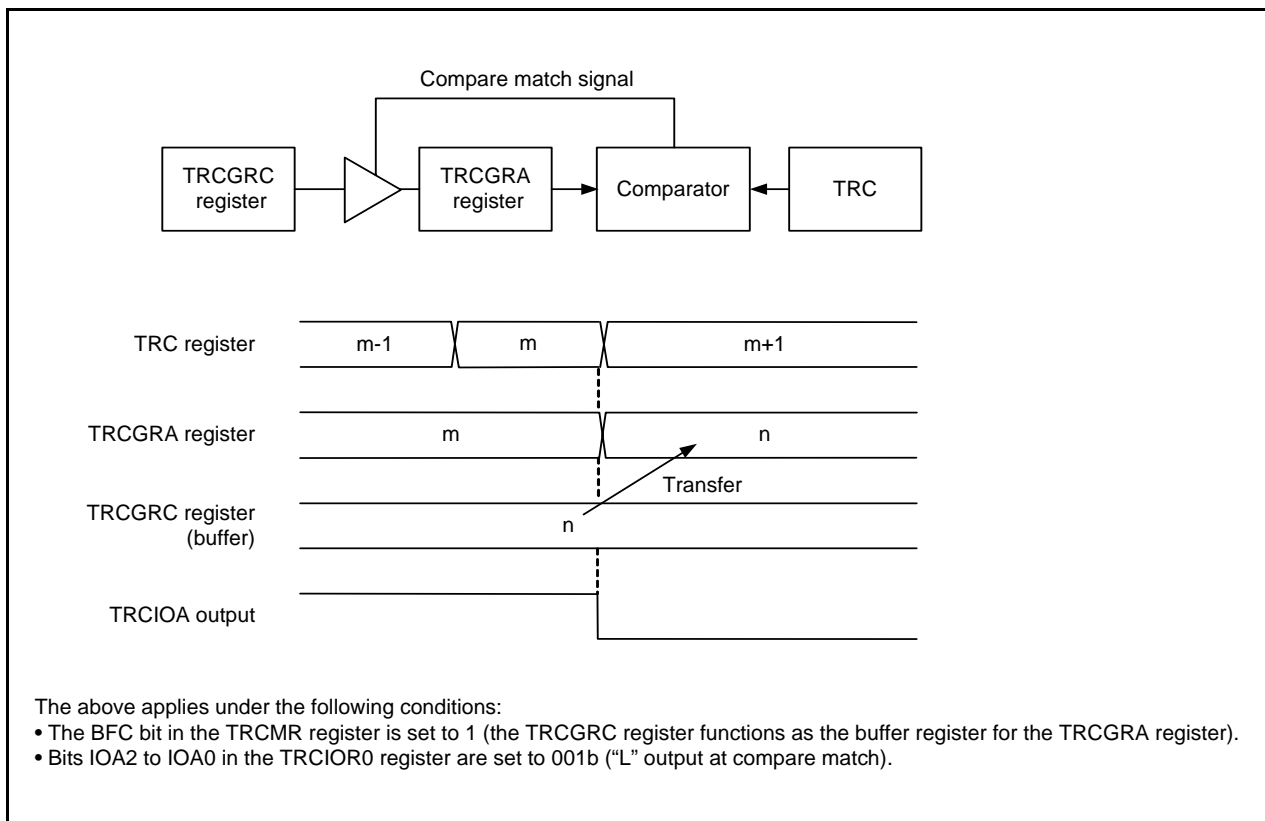 Compare match signal
TRCGRC
register
TRCGRA
register
Comparator
TRC
TRC register
m-1
m
m+1
TRCGRA register
m
n
Transfer
TRCGRC register
(buffer)
n
TRCIOA output
The above applies under the following conditions:
• The BFC bit in the TRCMR register is set to 1 (the TRCGRC register functions as the buffer register for the TRCGRA register).
• Bits IOA2 to IOA0 in the TRCIOR0 register are set to 001b (“L” output at compare match).